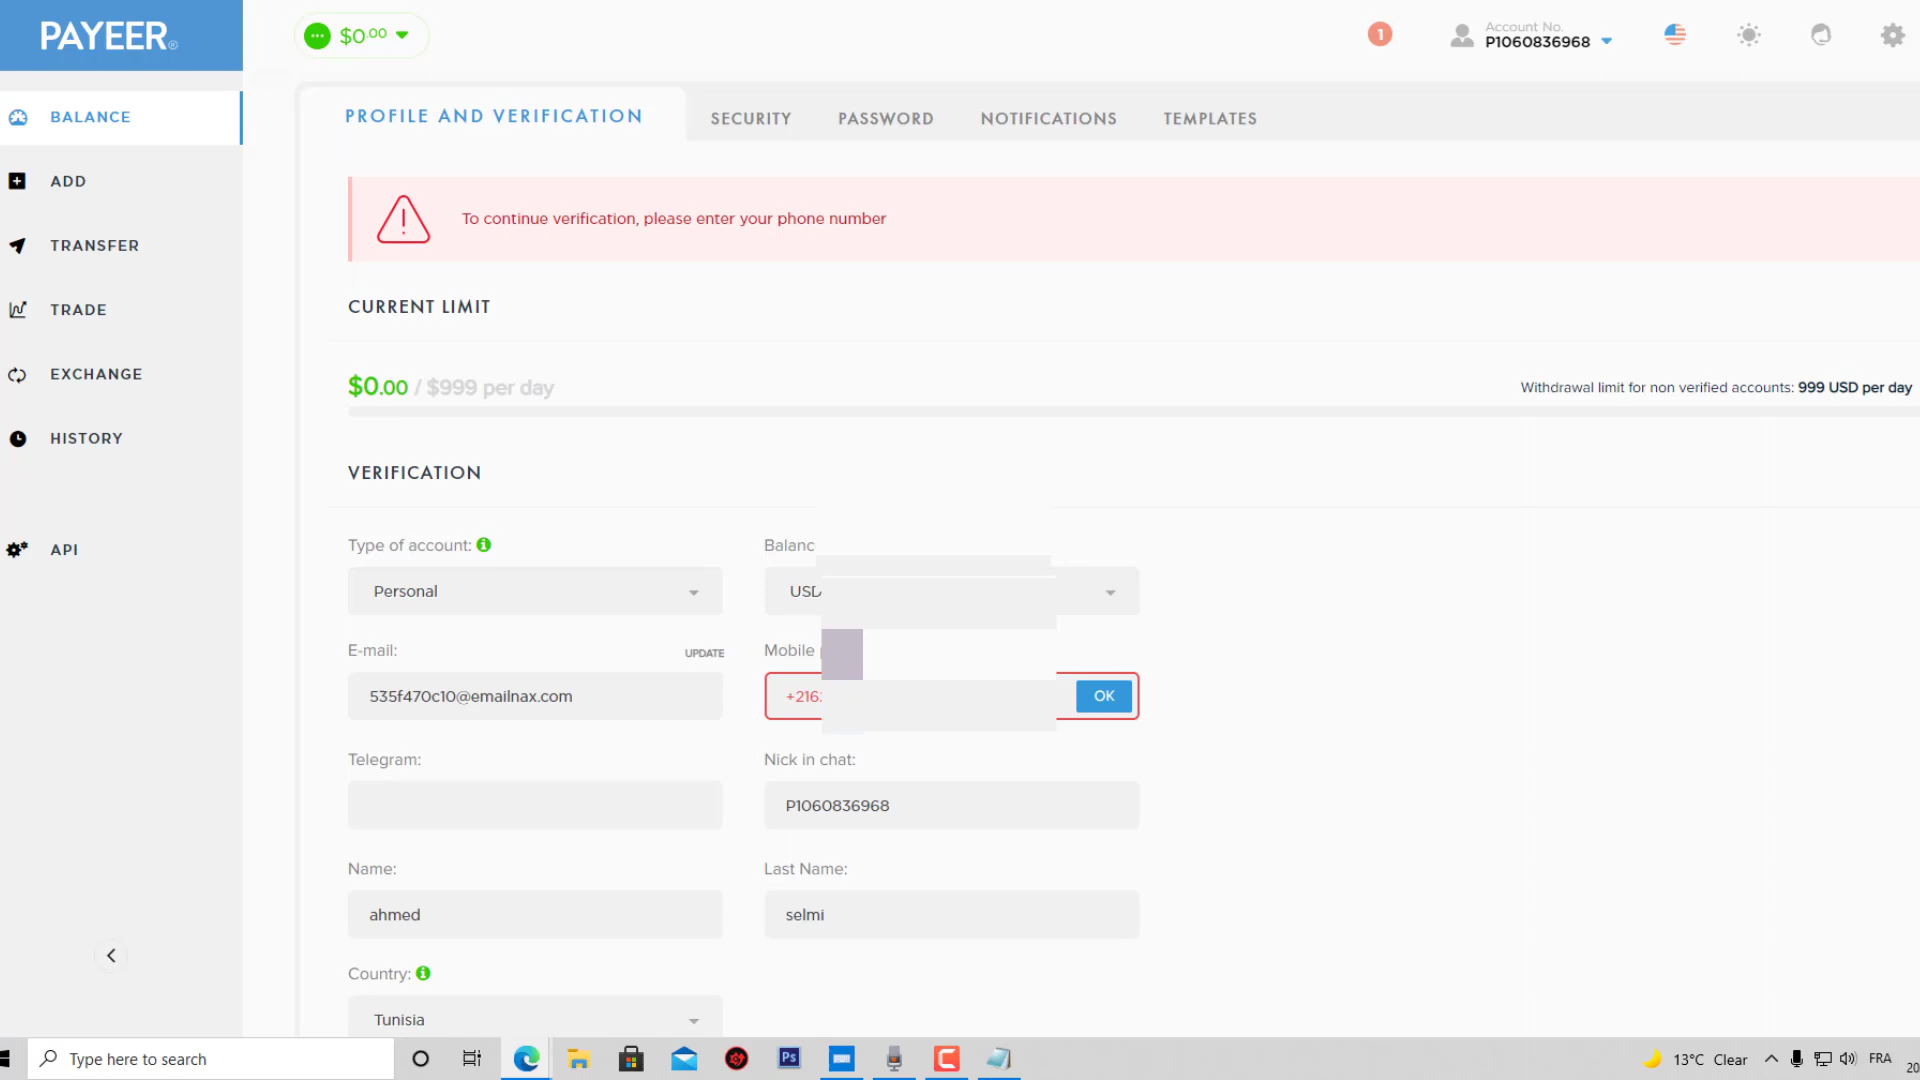 PAYEER®
$0.00
1
Account No.
P1060836968
BALANCE
ADD
TRANSFER
TRADE
EXCHANGE
HISTORY
API
PROFILE AND VERIFICATION
SECURITY
PASSWORD
NOTIFICATIONS
TEMPLATES
To continue verification, please enter your phone number
CURRENT LIMIT
$0.00 / $999 per day
Withdrawal limit for non verified accounts: 999 USD per day
VERIFICATION
Type of account:
Balanc
Personal
USD
E-mail:
UPDATE
Mobile
535f470c10@emailnax.com
+216
OK
Telegram:
Nick in chat:
P1060836968
Name:
Last Name:
ahmed
selmi
Country:
Tunisia
Type here to search
Ps
13°C Clear
FRA
20